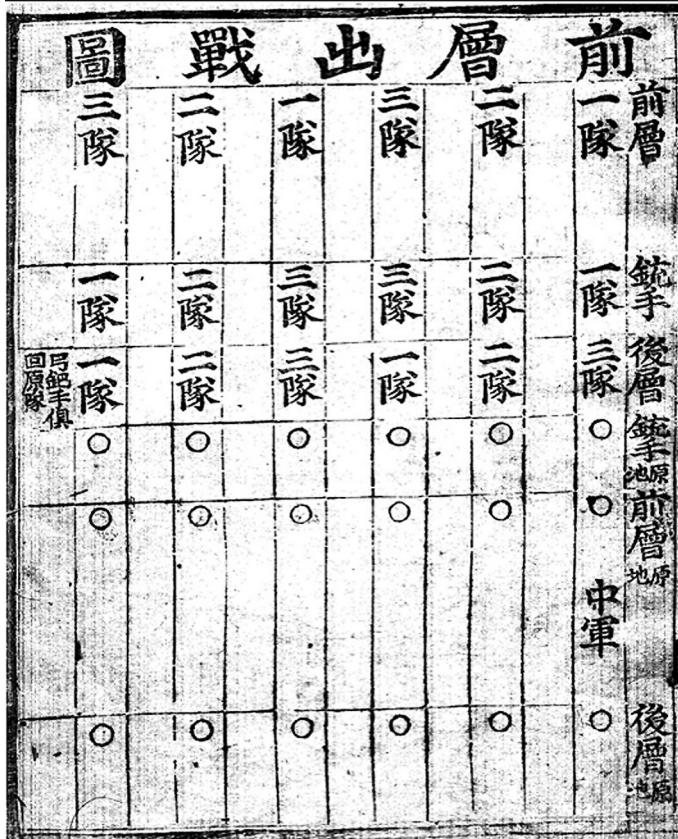 前層出戰圖
前層 一隊 二隊 三隊 一隊 二隊 三隊
銃手 一隊 二隊 三隊 三隊 二隊 一隊
後層 三隊 二隊 一隊 三隊 二隊 一隊
弓鈀手俱
回原隊
銃手原地
前層原地
中軍
後層原地